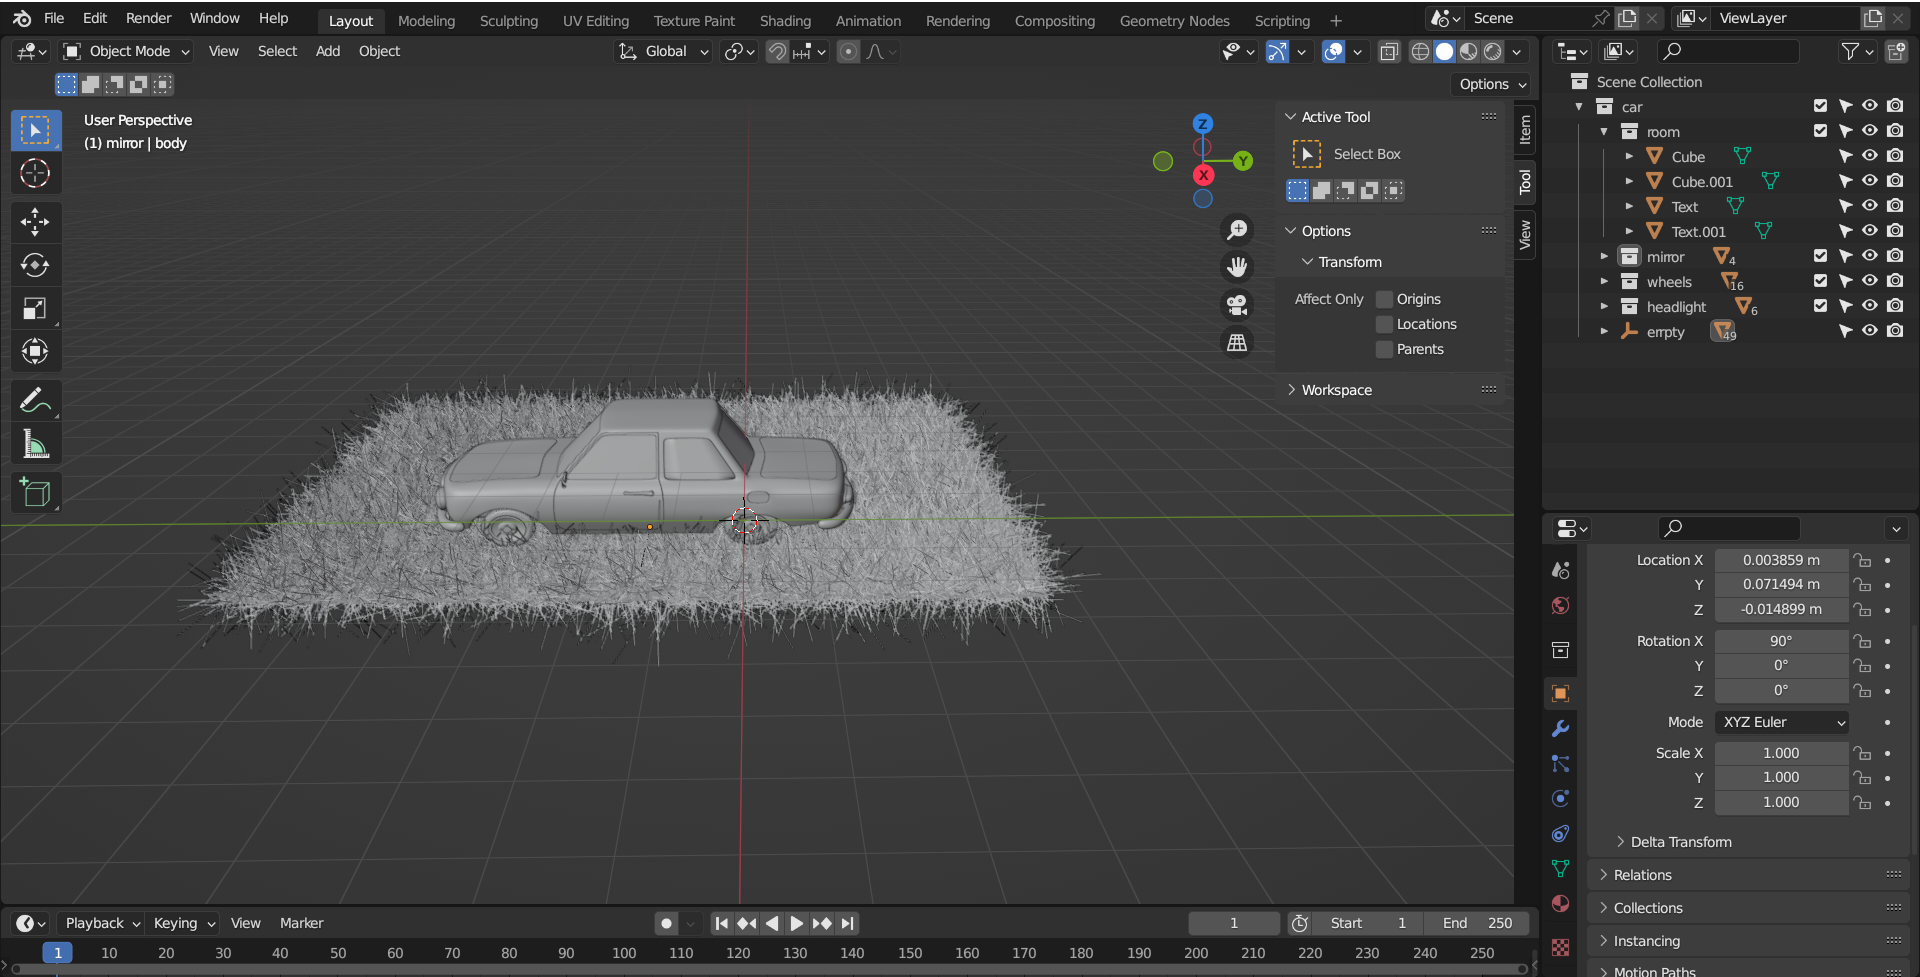 File Edit Render Window Help Layout Modeling Sculpting UV Editing Texture Paint Shading Animation Rendering Compositing Geometry Nodes Scripting + Scene ViewLayer
Object Mode View Select Add Object Global
Options
User Perspective
(1) mirror | body
Z
Y
X
Active Tool
Select Box
Options
Transform
Affect Only Origins
Locations
Parents
Workspace
Item
Tool
View
Scene Collection
car
room
Cube
Cube.001
Text
Text.001
mirror 4
wheels 16
headlight 6
errpty 49
Location X 0.003859 m
Y 0.071494 m
Z -0.014899 m
Rotation X 90°
Y 0°
Z 0°
Mode XYZ Euler
Scale X 1.000
Y 1.000
Z 1.000
Delta Transform
Relations
Collections
Instancing
Motion Paths
Playback Keying View Marker 1 Start 1 End 250
1 10 20 30 40 50 60 70 80 90 100 110 120 130 140 150 160 170 180 190 200 210 220 230 240 250